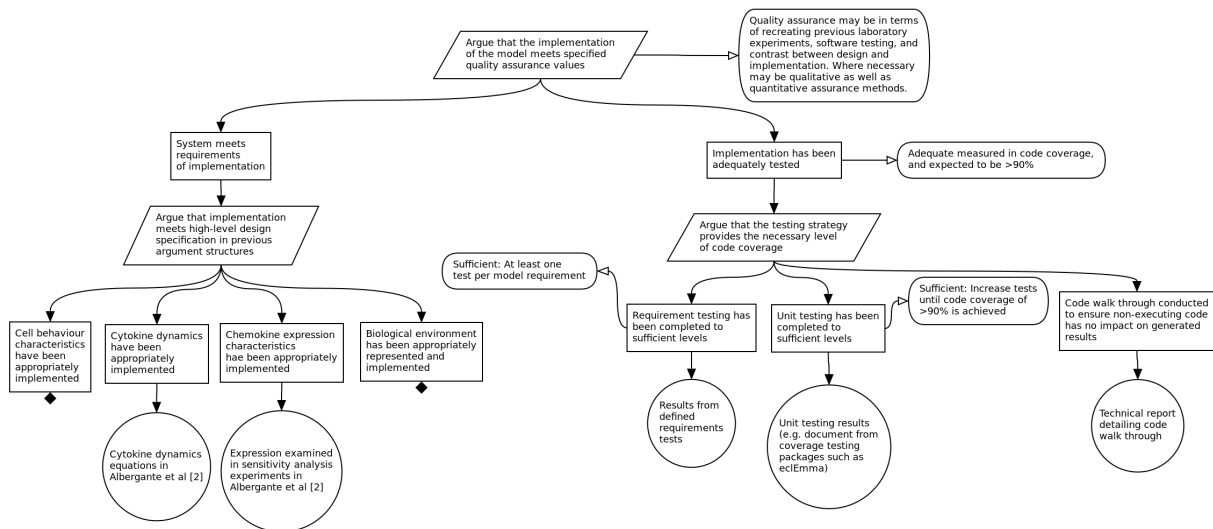 Argue that the implementation
of the model meets specified
quality assurance values
Quality assurance may be in terms
of recreating previous laboratory
experiments, software testing, and
contrast between design and
implementation. Where necessary
may be qualitative as well as
quantitative assurance methods.
System meets
requirements
of implementation
Implementation has been
adequately tested
Adequate measured in code coverage,
and expected to be >90%
Argue that implementation
meets high-level design
specification in previous
argument structures
Argue that the testing strategy
provides the necessary level
of code coverage
Sufficient: At least one
test per model requirement
Sufficient: Increase tests
until code coverage of
>90% is achieved
Cell behaviour
characteristics
have been
appropriately
implemented
Cytokine dynamics
have been
appropriately
implemented
Chemokine expression
characteristics
hae been appropriately
implemented
Biological environment
has been appropriately
represented and
implemented
Requirement testing has
been completed to
sufficient levels
Unit testing has been
completed to
sufficient levels
Code walk through conducted
to ensure non-executing code
has no impact on generated
results
Cytokine dynamics
equations in
Albergante et al [2]
Expression examined
in sensitivity analysis
experiments in
Albergante et al [2]
Results from
defined
requirements
tests
Unit testing results
(e.g. document from
coverage testing
packages such as
eclEmma)
Technical report
detailing code
walk through